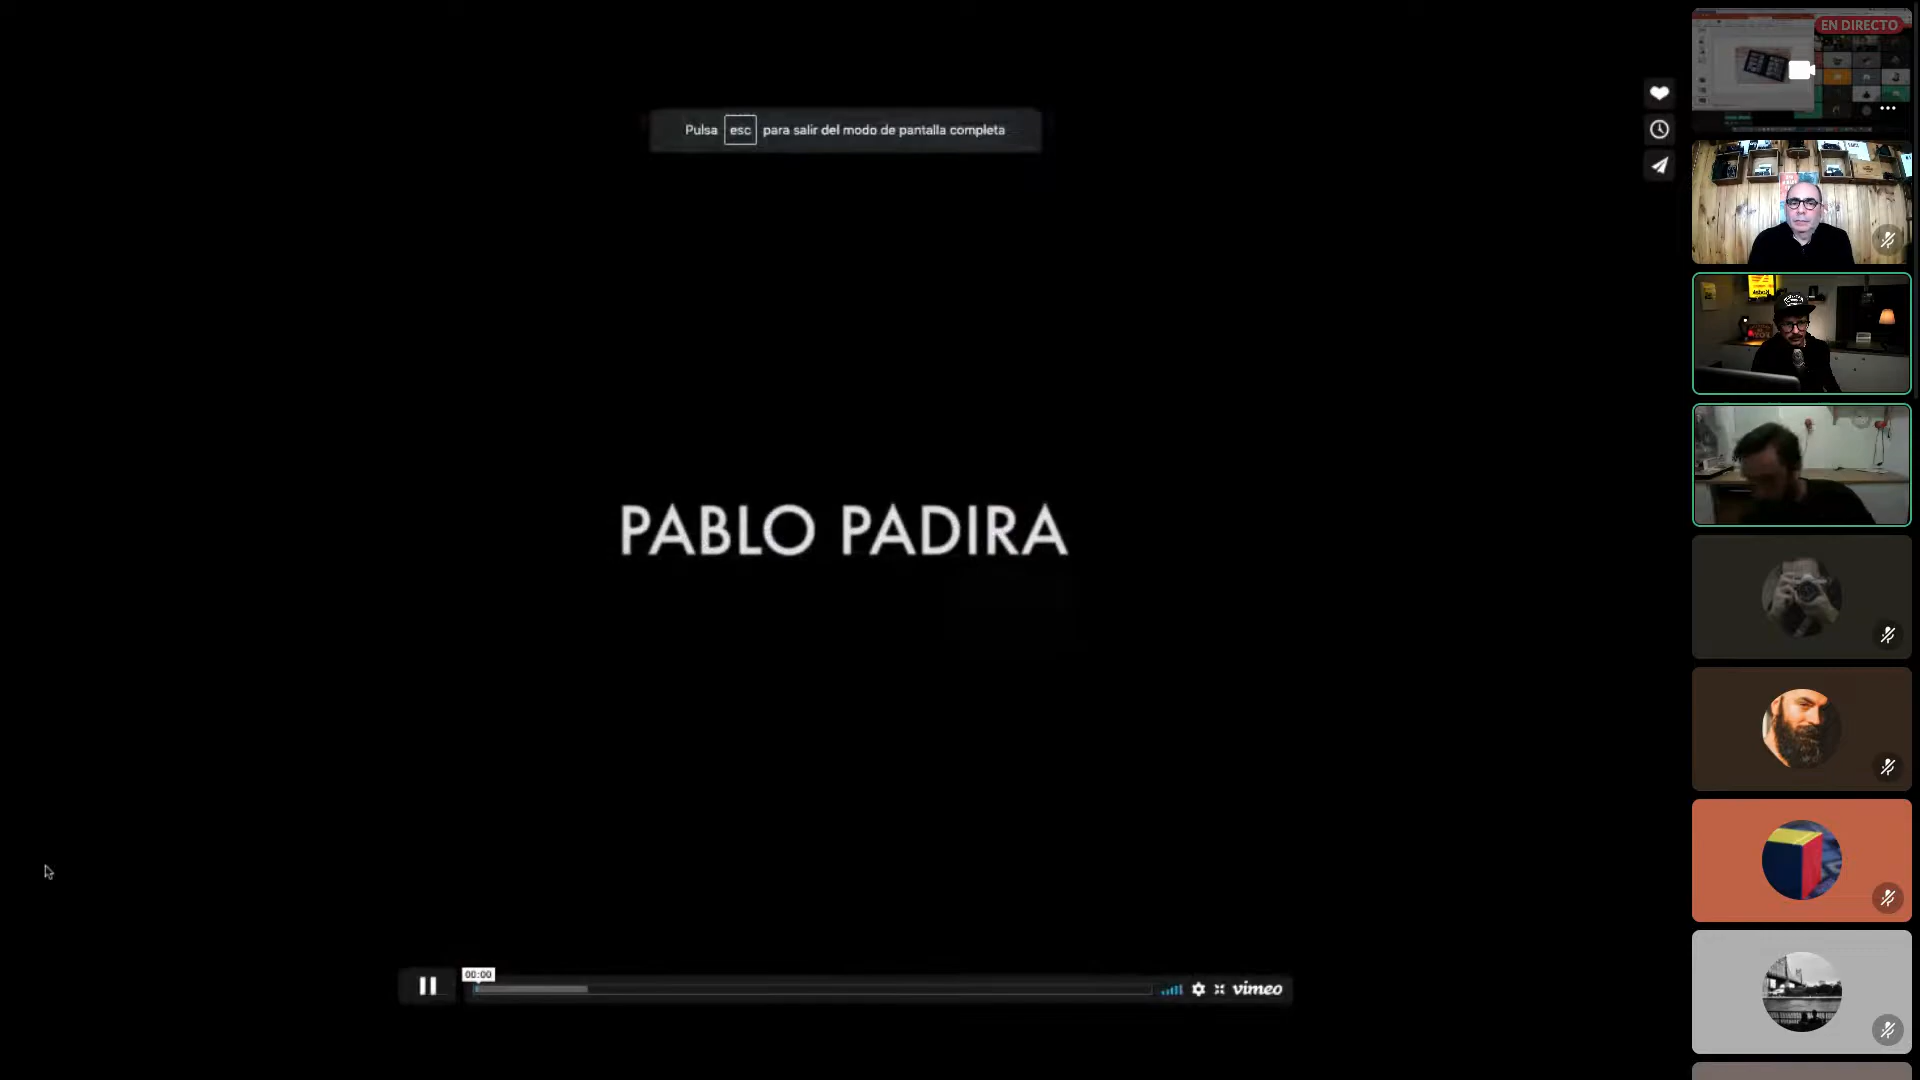 EN DIRECTO
Pulsa esc para salir del modo de pantalla completa
PABLO PADIRA
00:00
vimeo